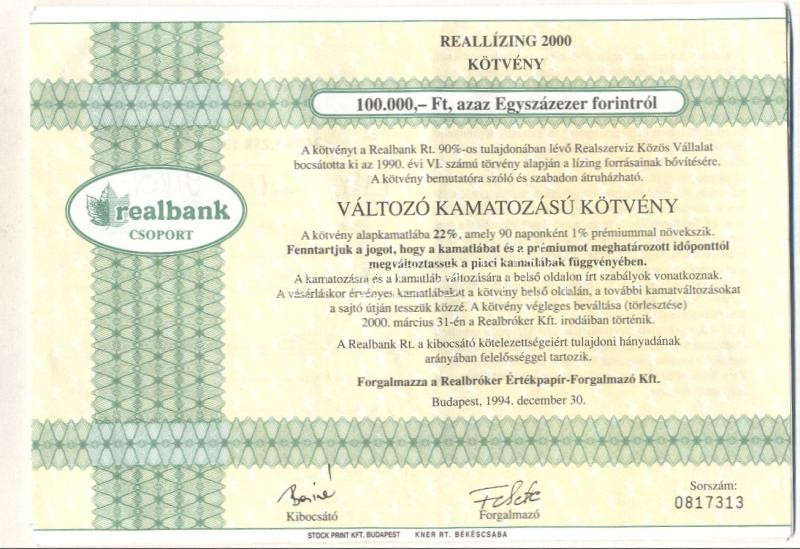 REALLÍZING 2000
KÖTVÉNY
100.000,– Ft, azaz Egyszázezer forintról
A kötvényt a Realbank Rt. 90%-os tulajdonában lévő Realszerviz Közös Vállalat
bocsátotta ki az 1990. évi VI. számú törvény alapján a lízing forrásainak bővítésére.
A kötvény bemutatóra szóló és szabadon átruházható.
realbank
CSOPORT
VÁLTOZÓ KAMATOZÁSÚ KÖTVÉNY
A kötvény alapkamatlába 22%, amely 90 naponként 1% prémiummal növekszik.
Fenntartjuk a jogot, hogy a kamatlábat és a prémiumot meghatározott időponttól
megváltoztassuk a piaci kamatlábak függvényében.
A kamatozásra és a kamatláb változására a belső oldalon írt szabályok vonatkoznak.
A vásárláskor érvényes kamatlábakat a kötvény belső oldalán, a további kamatváltozásokat
a sajtó útján tesszük közzé. A kötvény végleges beváltása (törlesztése)
2000. március 31-én a Realbróker Kft. irodáiban történik.
A Realbank Rt. a kibocsátó kötelezettségeiért tulajdoni hányadának
arányában felelősséggel tartozik.
Forgalmazza a Realbróker Értékpapír-Forgalmazó Kft.
Budapest, 1994. december 30.
Kibocsátó
Forgalmazó
Sorszám:
0817313
STOCK PRINT KFT. BUDAPEST KNER RT. BÉKÉSCSABA